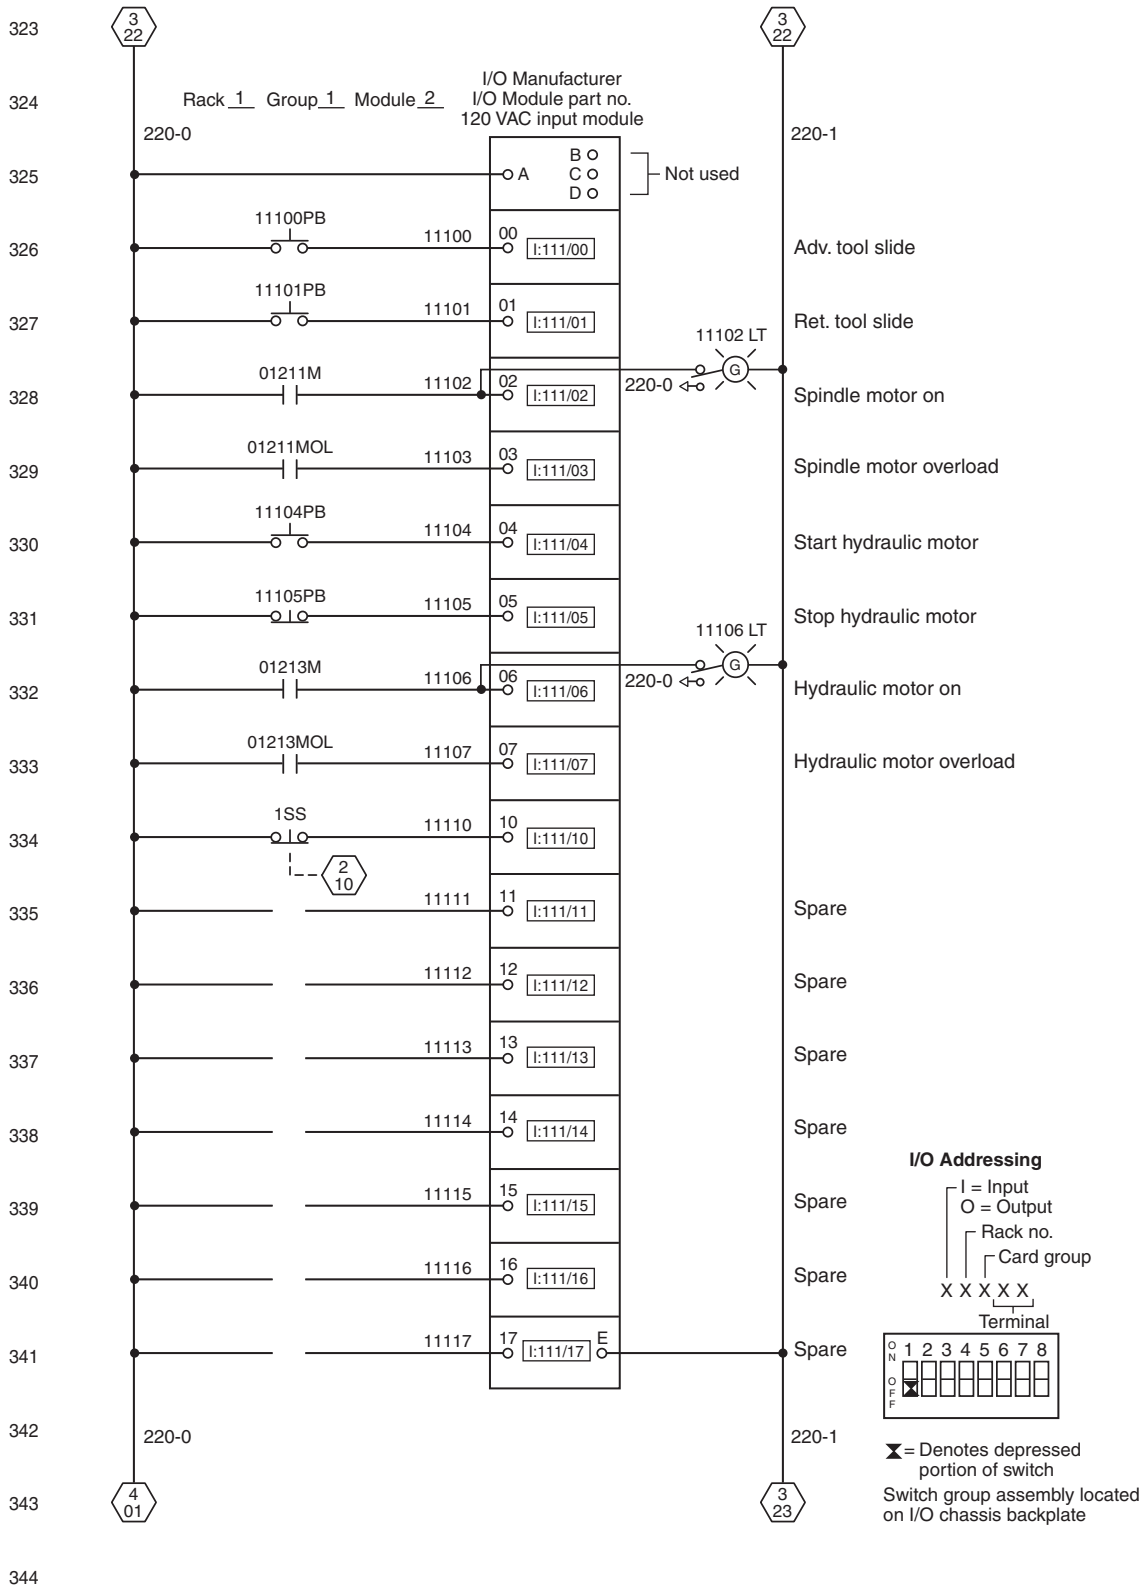 323
3
22
3
22
I/O Manufacturer
324
Rack 1 Group 1 Module 2
I/O Module part no.
120 VAC input module
220-0
220-1
B
325
A
C
Not used
D
11100PB
326
11100
00
I:111/00
Adv. tool slide
11101PB
327
11101
01
I:111/01
Ret. tool slide
11102 LT
G
01211M
328
11102
02
I:111/02
220-0
Spindle motor on
01211MOL
329
11103
03
I:111/03
Spindle motor overload
11104PB
330
11104
04
I:111/04
Start hydraulic motor
11105PB
331
11105
05
I:111/05
Stop hydraulic motor
11106 LT
G
01213M
332
11106
06
I:111/06
220-0
Hydraulic motor on
01213MOL
333
11107
07
I:111/07
Hydraulic motor overload
1SS
334
11110
10
I:111/10
2
10
335
11111
11
I:111/11
Spare
336
11112
12
I:111/12
Spare
337
11113
13
I:111/13
Spare
338
11114
14
I:111/14
Spare
339
11115
15
I:111/15
Spare
340
11116
16
I:111/16
Spare
341
11117
17
I:111/17
E
Spare
I/O Addressing
I = Input
O = Output
Rack no.
Card group
X X X X X
Terminal
ON
1 2 3 4 5 6 7 8
OFF
342
220-0
220-1
= Denotes depressed
portion of switch
343
4
01
3
23
Switch group assembly located
on I/O chassis backplate
344